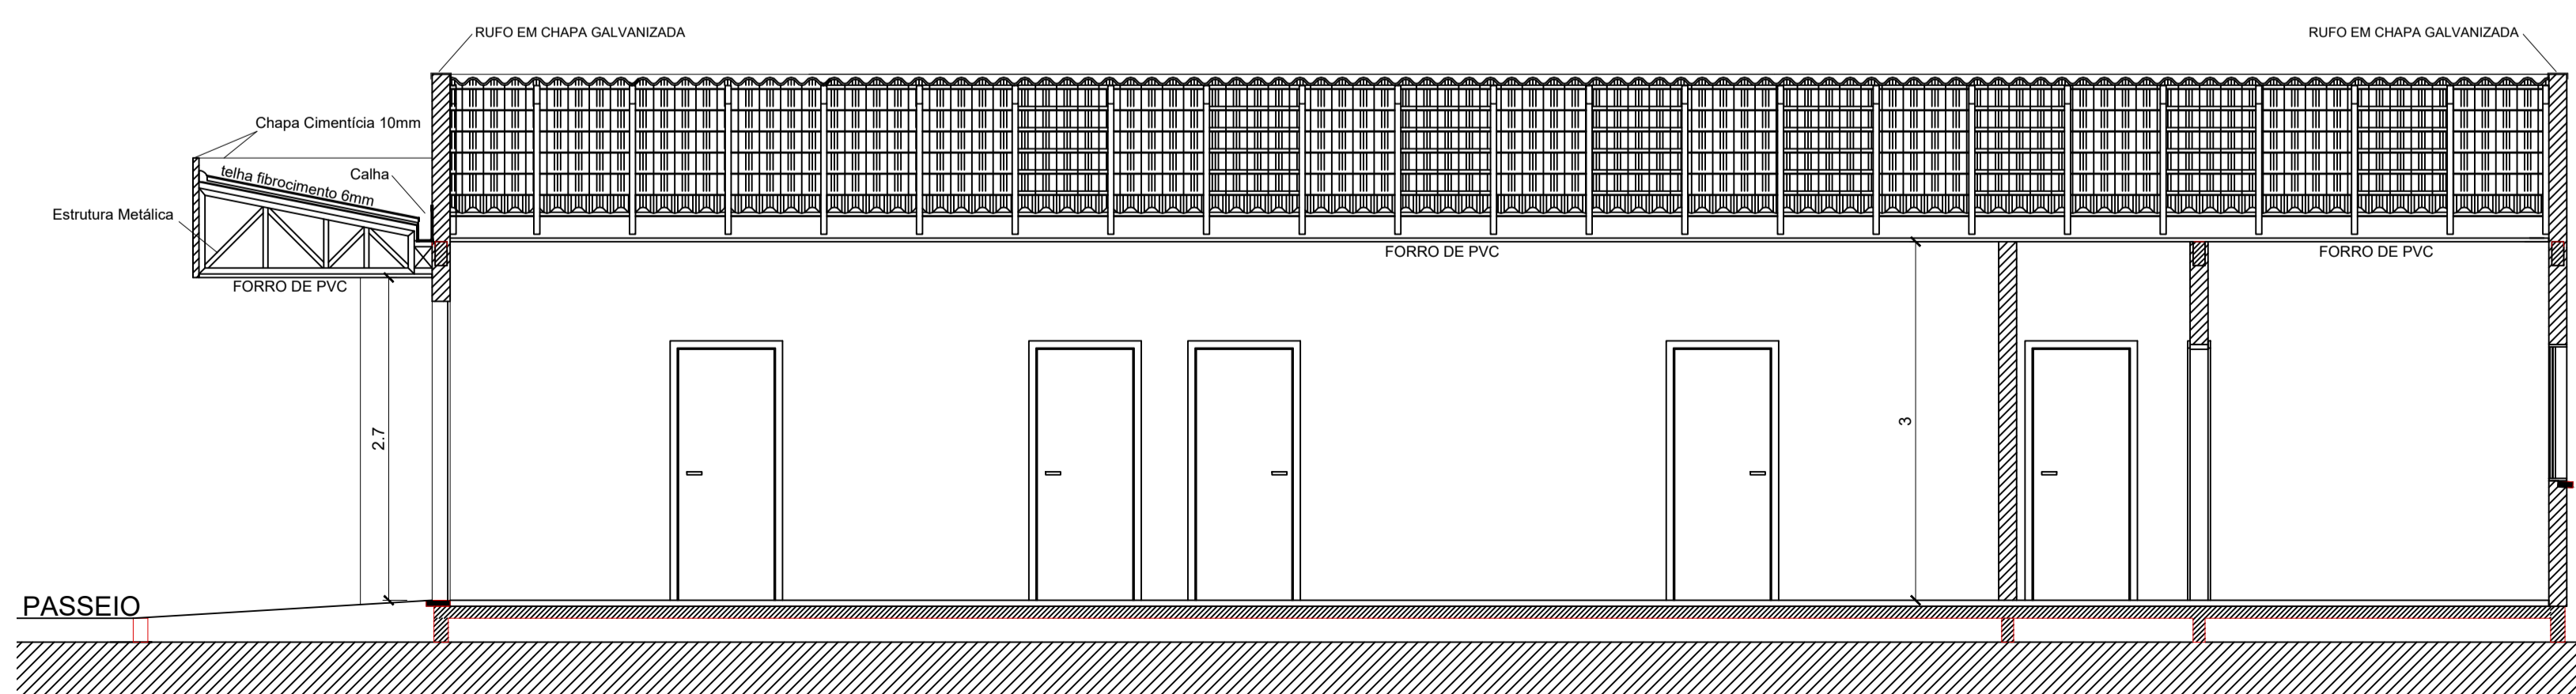 RUFO EM CHAPA GALVANIZADA
RUFO EM CHAPA GALVANIZADA
Chapa Cimentícia 10mm
telha fibrocimento 6mm
Calha
Estrutura Metálica
FORRO DE PVC
FORRO DE PVC
FORRO DE PVC
2.7
3
PASSEIO